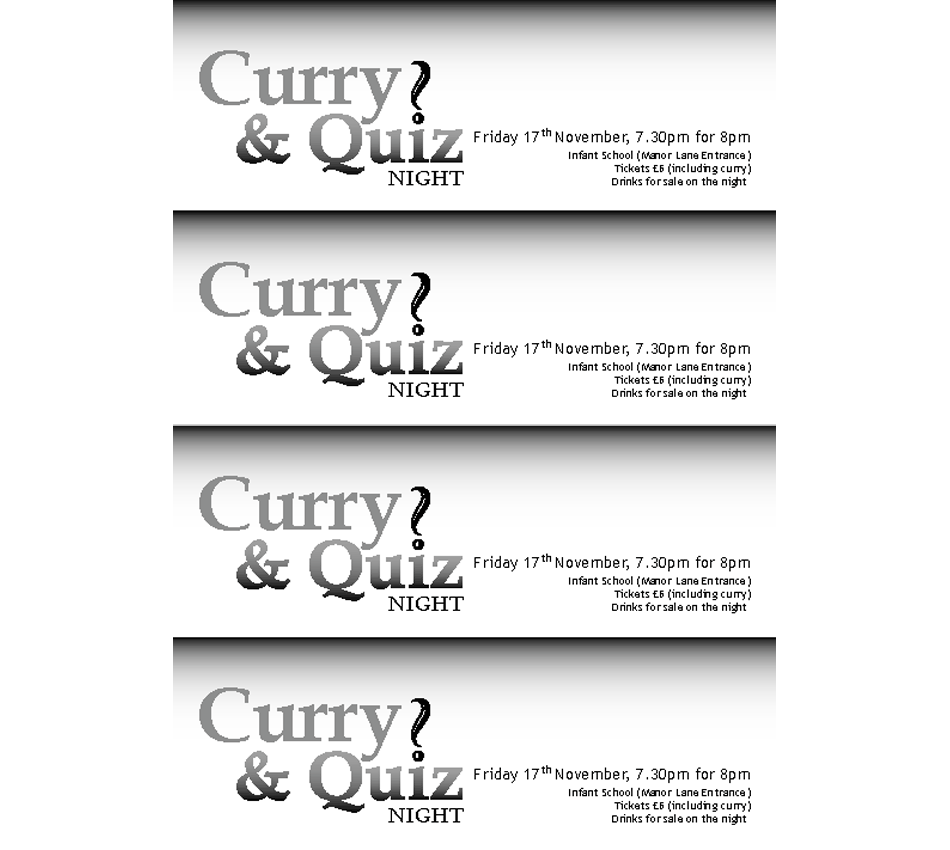 Curry?
& Quiz
NIGHT
Friday 17th November, 7.30pm for 8pm
Infant School (Manor Lane Entrance)
Tickets £6 (including curry)
Drinks for sale on the night
Curry?
& Quiz
NIGHT
Friday 17th November, 7.30pm for 8pm
Infant School (Manor Lane Entrance)
Tickets £6 (including curry)
Drinks for sale on the night
Curry?
& Quiz
NIGHT
Friday 17th November, 7.30pm for 8pm
Infant School (Manor Lane Entrance)
Tickets £6 (including curry)
Drinks for sale on the night
Curry?
& Quiz
NIGHT
Friday 17th November, 7.30pm for 8pm
Infant School (Manor Lane Entrance)
Tickets £6 (including curry)
Drinks for sale on the night